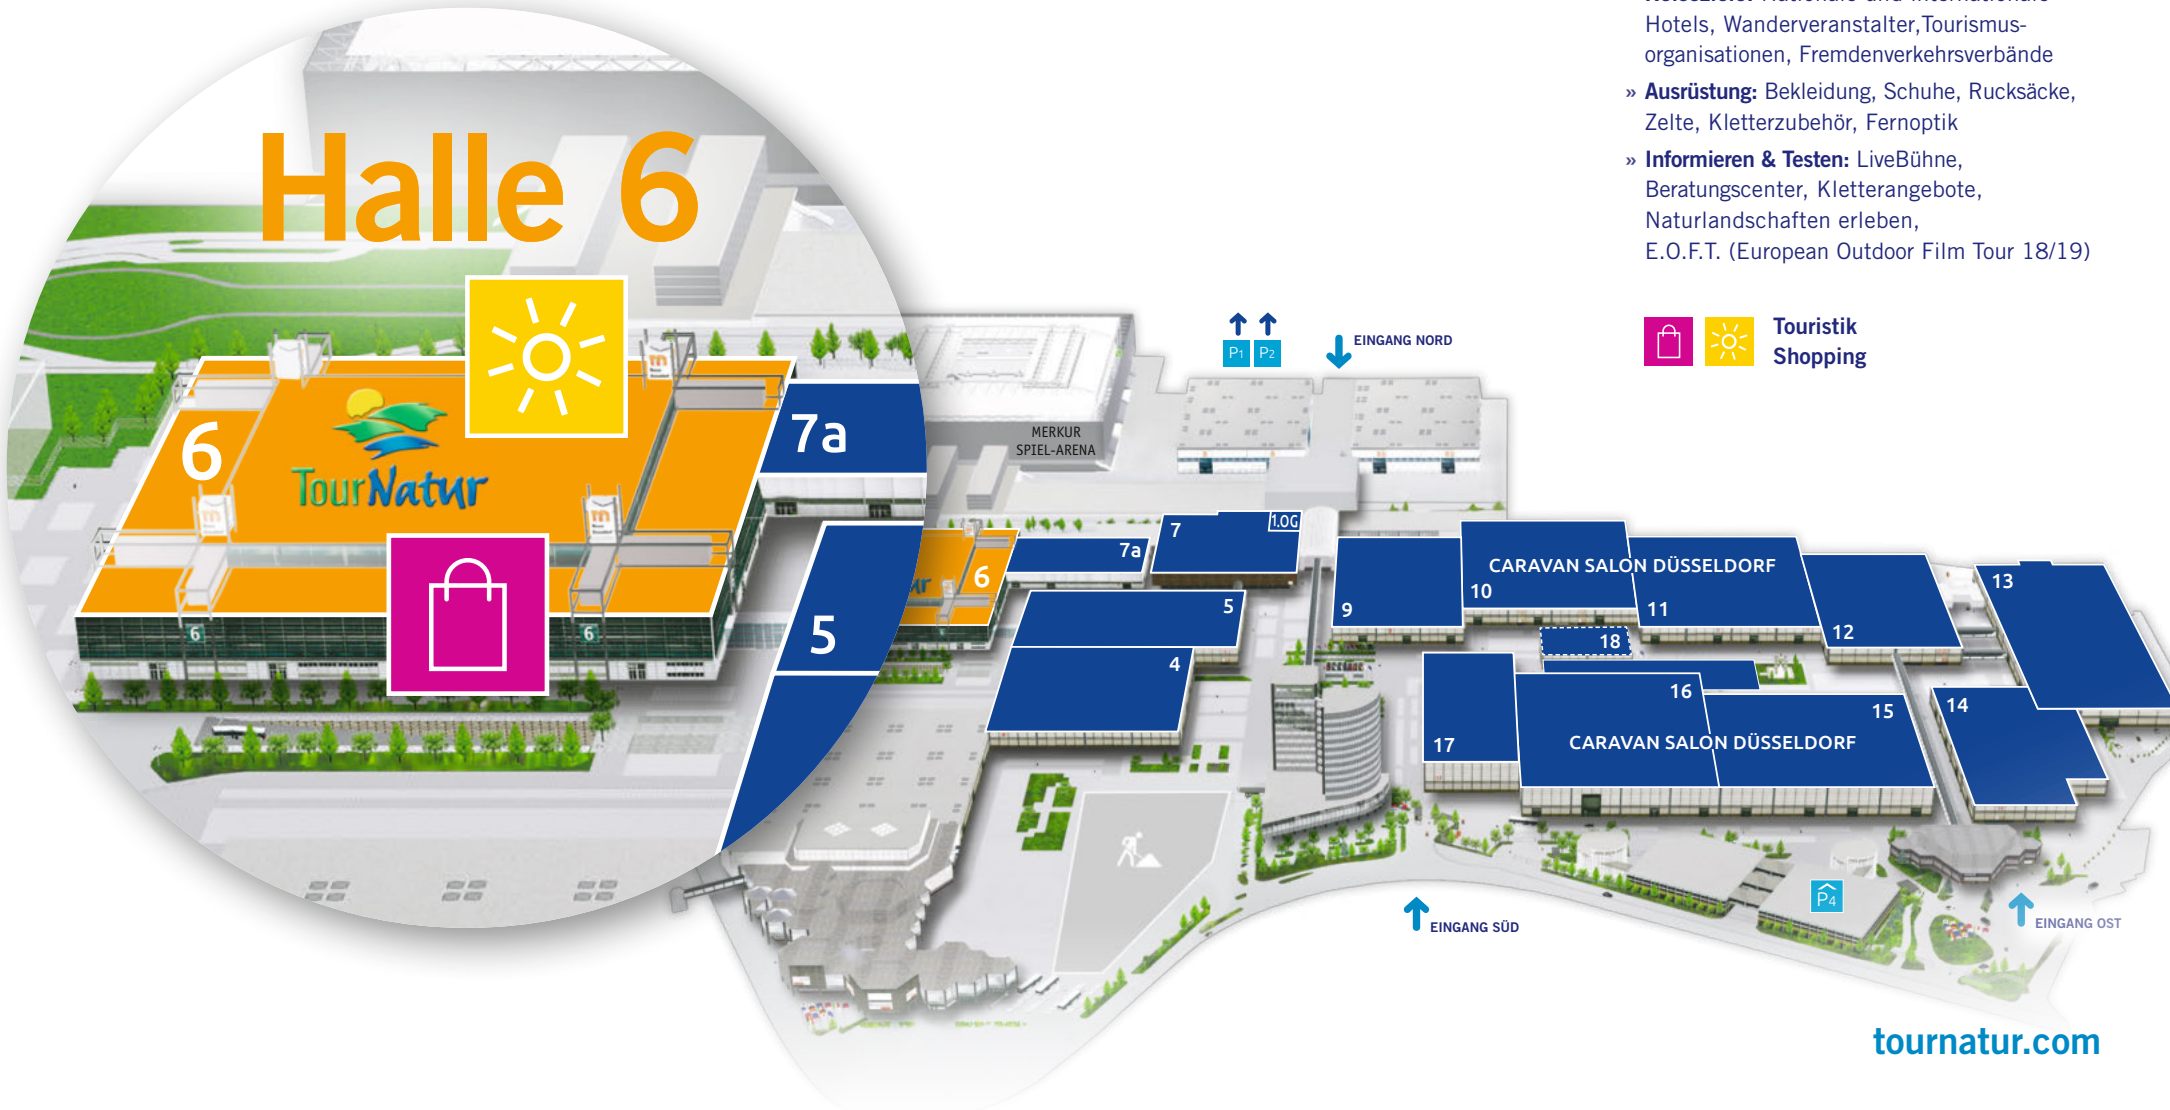 Hotels, Wanderveranstalter,Tourismus-
organisationen, Fremdenverkehrsverbände
» Ausrüstung: Bekleidung, Schuhe, Rucksäcke,
Zelte, Kletterzubehör, Fernoptik
» Informieren & Testen: LiveBühne,
Beratungscenter, Kletterangebote,
Naturlandschaften erleben,
E.O.F.T. (European Outdoor Film Tour 18/19)
Touristik
Shopping
Halle 6
6
TourNatur
7a
5
6
6
MERKUR
SPIEL-ARENA
P1 P2
EINGANG NORD
6
7a
7
1.OG
5
4
9
10
CARAVAN SALON DÜSSELDORF
11
12
13
18
16
15
14
17
CARAVAN SALON DÜSSELDORF
P4
EINGANG SÜD
EINGANG OST
tournatur.com